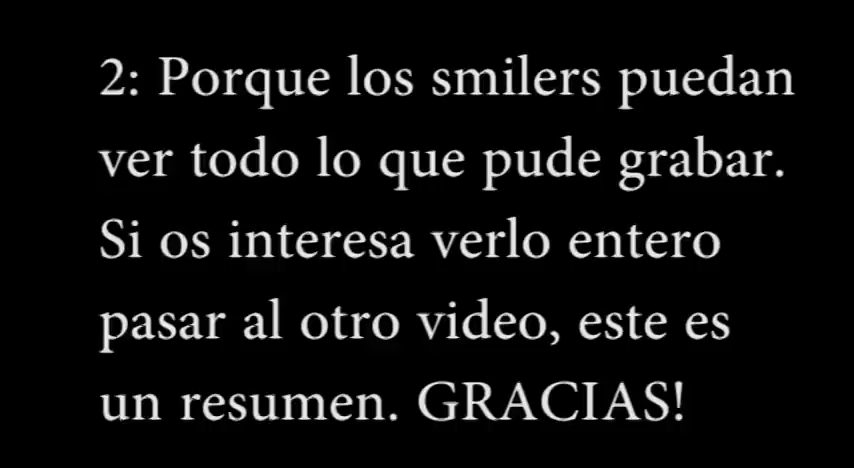 2: Porque los smilers puedan
ver todo lo que pude grabar.
Si os interesa verlo entero
pasar al otro video, este es
un resumen. GRACIAS!